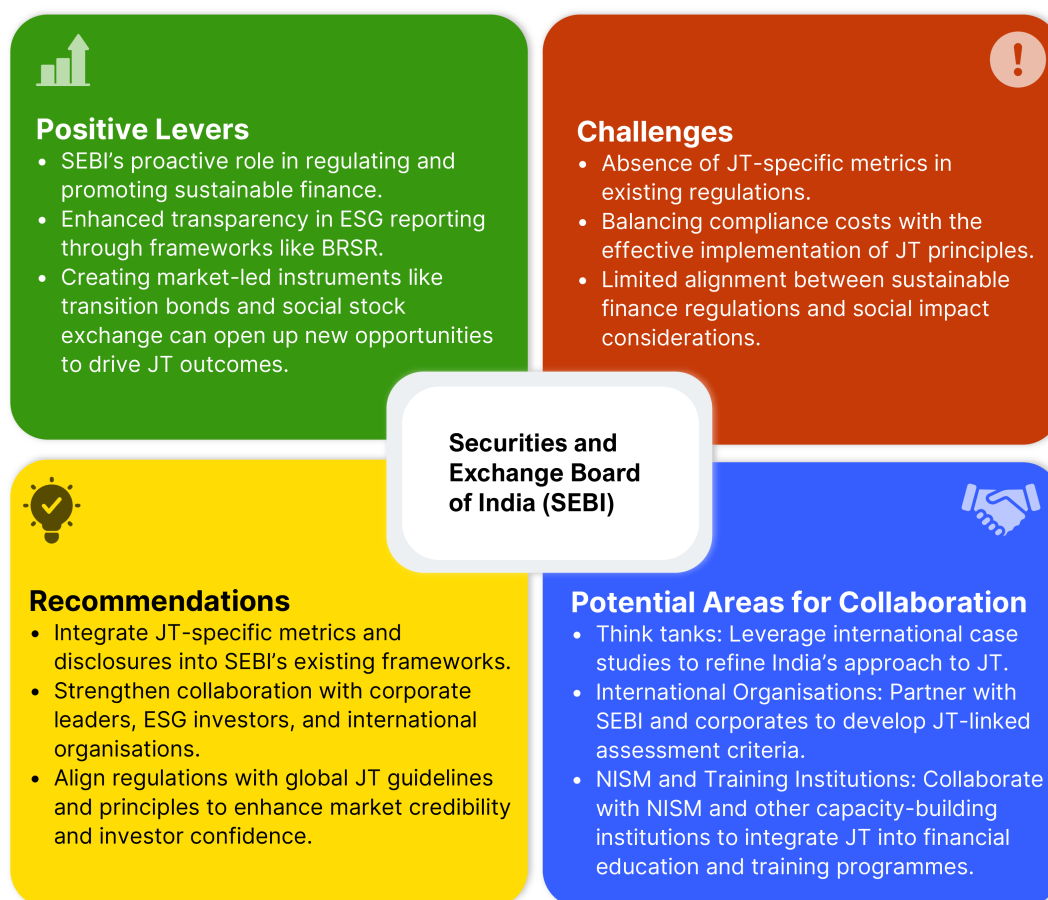 Positive Levers
• SEBI’s proactive role in regulating and
promoting sustainable finance.
• Enhanced transparency in ESG reporting
through frameworks like BRSR.
• Creating market-led instruments like
transition bonds and social stock
exchange can open up new opportunities
to drive JT outcomes.
Challenges
• Absence of JT-specific metrics in
existing regulations.
• Balancing compliance costs with the
effective implementation of JT principles.
• Limited alignment between sustainable
finance regulations and social impact
considerations.
Securities and
Exchange Board
of India (SEBI)
Recommendations
• Integrate JT-specific metrics and
disclosures into SEBI’s existing frameworks.
• Strengthen collaboration with corporate
leaders, ESG investors, and international
organisations.
• Align regulations with global JT guidelines
and principles to enhance market credibility
and investor confidence.
Potential Areas for Collaboration
• Think tanks: Leverage international case
studies to refine India’s approach to JT.
• International Organisations: Partner with
SEBI and corporates to develop JT-linked
assessment criteria.
• NISM and Training Institutions: Collaborate
with NISM and other capacity-building
institutions to integrate JT into financial
education and training programmes.